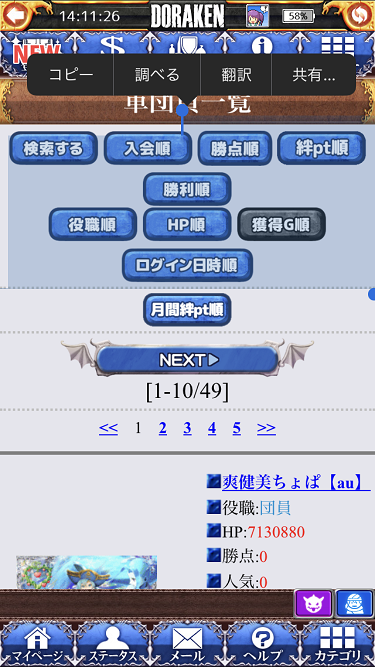 14:11:26 DORAKEN 58%
NEW
コピー 調べる 翻訳 共有...
軍団員一覧
検索する 入会順 勝点順 絆pt順
勝利順
役職順 HP順 獲得G順
ログイン日時順
月間絆pt順
NEXT
[1-10/49]
<< 1 2 3 4 5 >>
爽健美ちょぱ【au】
役職:団員
HP:7130880
勝点:0
人気:0
マイページ ステータス メール ヘルプ カテゴリ